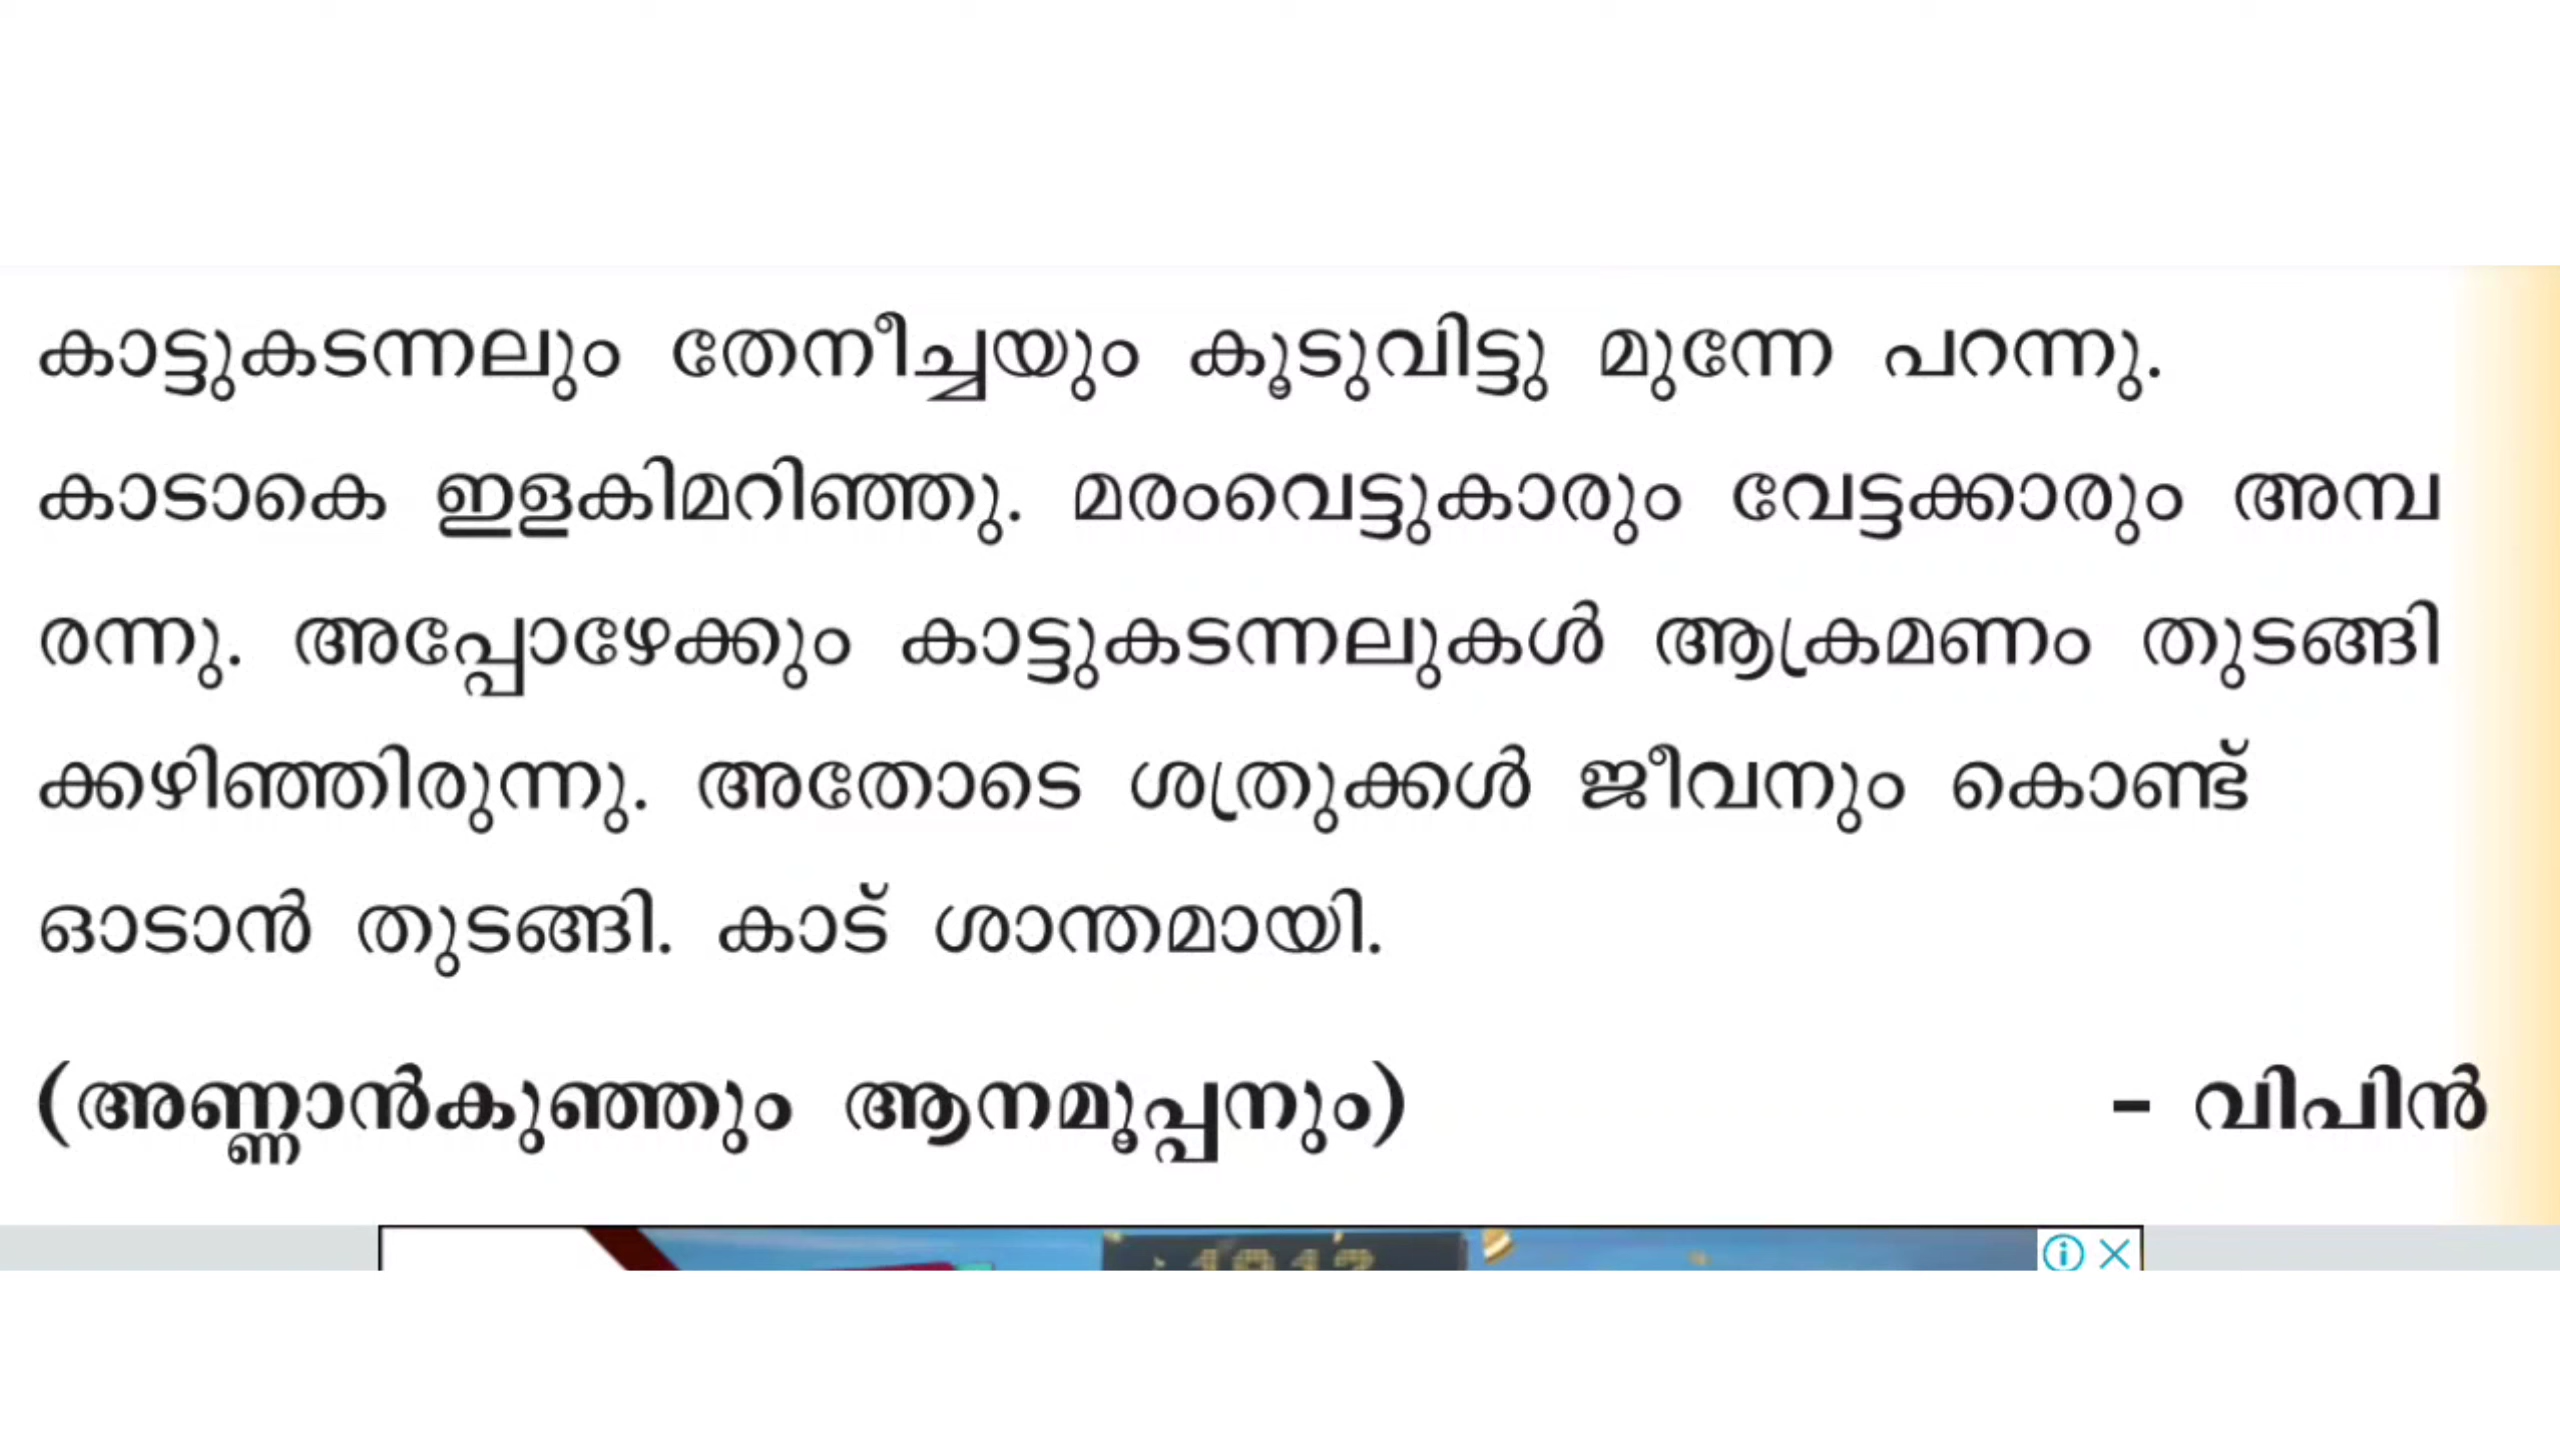 കാട്ടുകടന്നലും തേനീച്ചയും കൂടുവിട്ടു മുന്നേ പറന്നു.
കാടാകെ ഇളകിമറിഞ്ഞു. മരംവെട്ടുകാരും വേട്ടക്കാരും അമ്പ
രന്നു. അപ്പോഴേക്കും കാട്ടുകടന്നലുകൾ ആക്രമണം തുടങ്ങി
ക്കഴിഞ്ഞിരുന്നു. അതോടെ ശത്രുക്കൾ ജീവനും കൊണ്ട്
ഓടാൻ തുടങ്ങി. കാട് ശാന്തമായി.
(അണ്ണാൻകുഞ്ഞും ആനമൂപ്പനും) – വിപിൻ